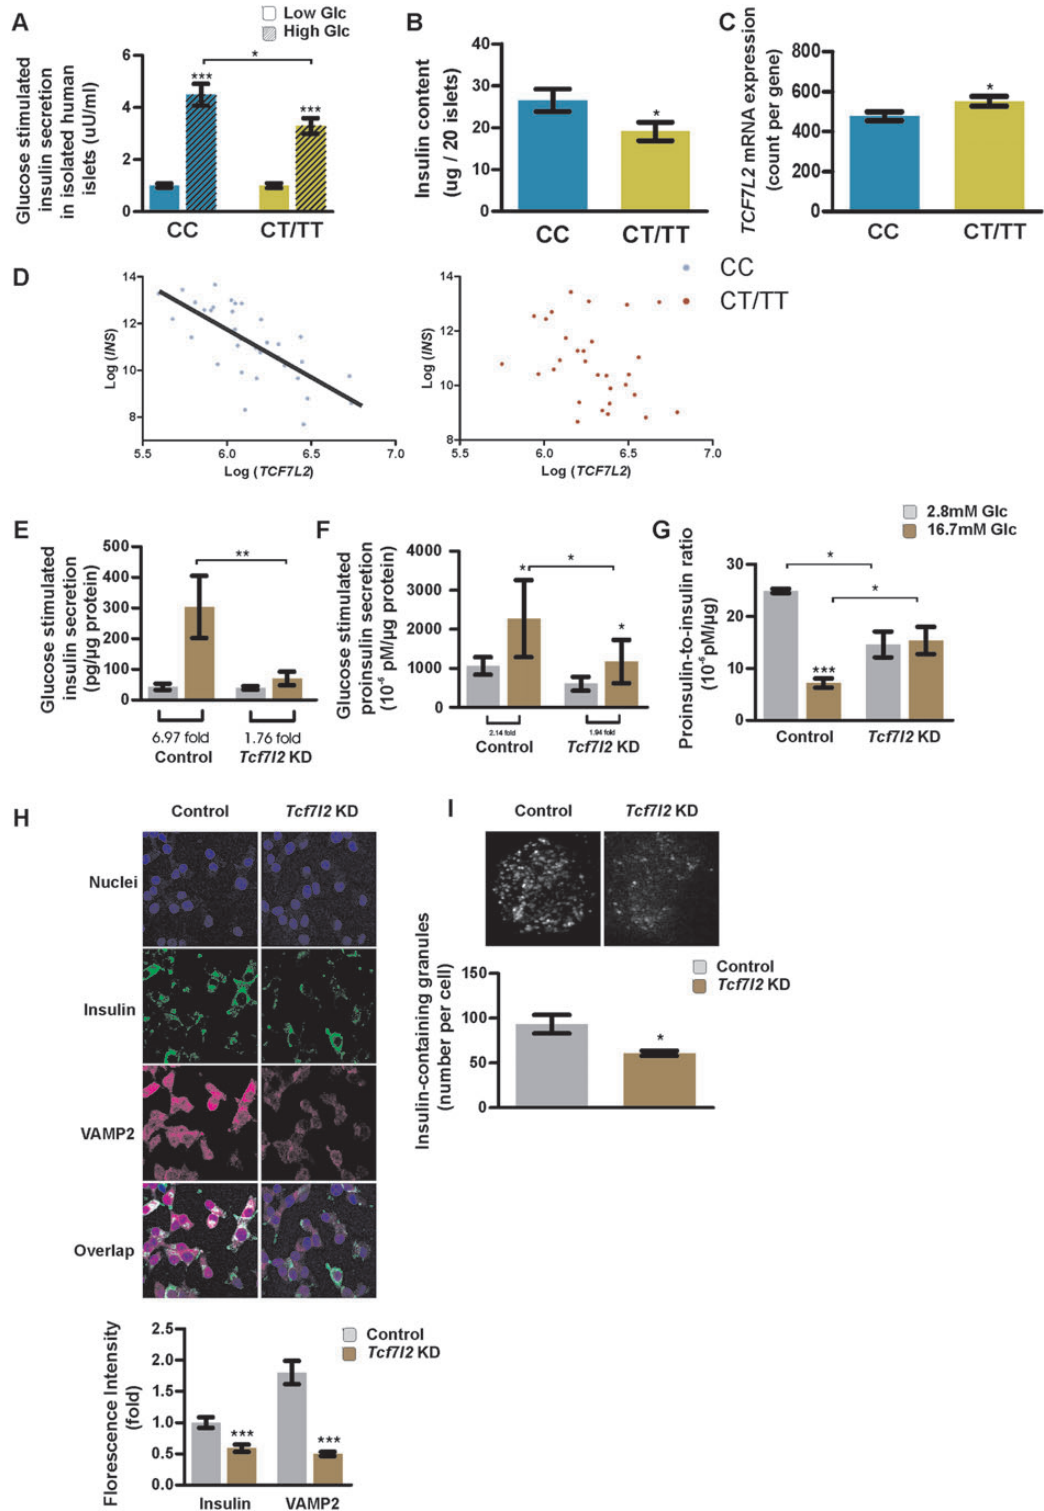 A
Low Glc
High Glc
Glucose stimulated
insulin secretion
in isolated human
islets (uU/ml)
6
4
2
0
***
*
***
CC
CT/TT
B
Insulin content
(ug / 20 islets)
40
30
20
10
0
*
CC
CT/TT
C
TCF7L2 mRNA expression
(count per gene)
800
600
400
200
0
*
CC
CT/TT
D
Log (INS)
14
12
10
8
5.5
6.0
6.5
7.0
Log (TCF7L2)
Log (INS)
14
12
10
8
5.5
6.0
6.5
7.0
Log (TCF7L2)
CC
CT/TT
E
Glucose stimulated
insulin secretion
(pg/µg protein)
500
400
300
200
100
0
**
6.97 fold
1.76 fold
Control
Tcf7l2 KD
F
Glucose stimulated
proinsulin secretion
(10⁻⁶ pM/µg protein)
4000
3000
2000
1000
0
*
*
*
2.14 fold
1.94 fold
Control
Tcf7l2 KD
G
2.8mM Glc
16.7mM Glc
Proinsulin-to-insulin ratio
(10⁻⁶pM/µg)
30
20
10
0
*
*
***
Control
Tcf7l2 KD
H
Control
Tcf7l2 KD
Nuclei
Insulin
VAMP2
Overlap
Florescence Intensity
(fold)
2.5
2.0
1.5
1.0
0.5
0.0
Control
Tcf7l2 KD
***
***
Insulin
VAMP2
I
Control
Tcf7l2 KD
Insulin-containing granules
(number per cell)
150
100
50
0
Control
Tcf7l2 KD
*